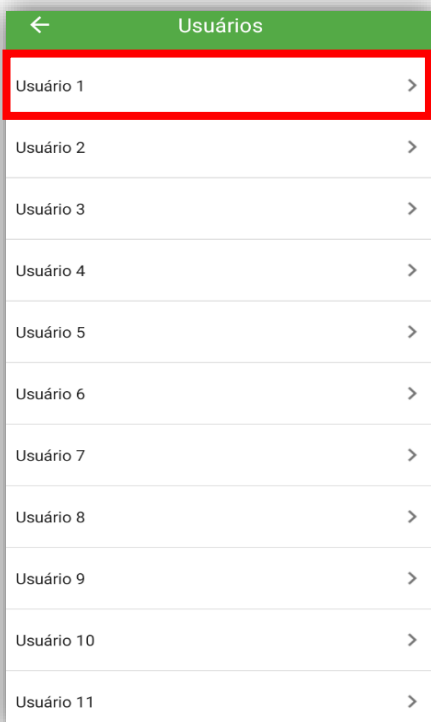 Usuários
Usuário 1
Usuário 2
Usuário 3
Usuário 4
Usuário 5
Usuário 6
Usuário 7
Usuário 8
Usuário 9
Usuário 10
Usuário 11